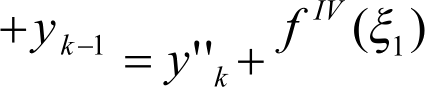 +y_{k-1} = y''_k + f^{IV}(ξ_1)